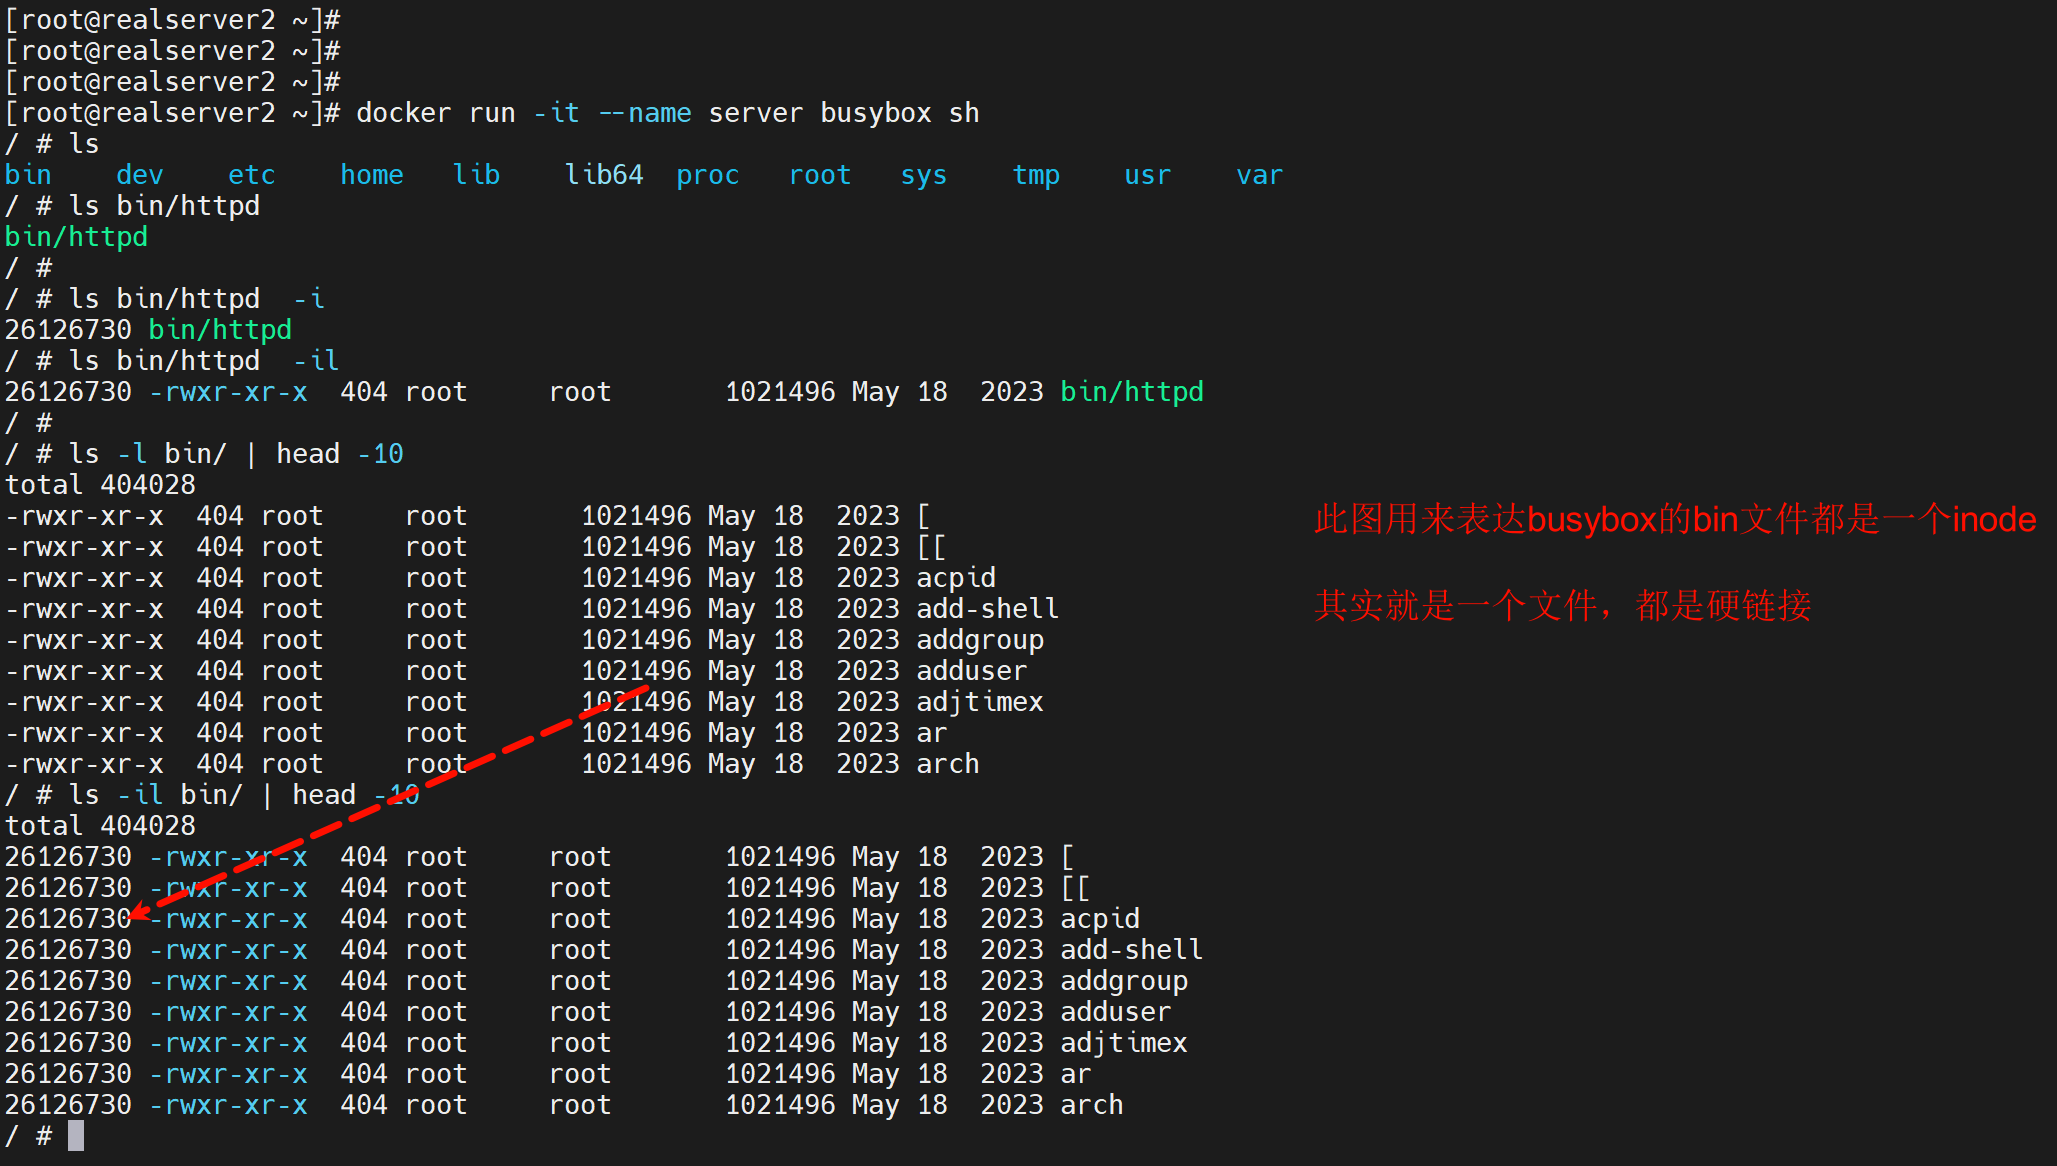 [root@realserver2 ~]#
[root@realserver2 ~]#
[root@realserver2 ~]#
[root@realserver2 ~]# docker run -it --name server busybox sh
/ # ls
bin    dev    etc    home   lib    lib64  proc   root   sys    tmp    usr    var
/ # ls bin/httpd
bin/httpd
/ #
/ # ls bin/httpd  -i
26126730 bin/httpd
/ # ls bin/httpd  -il
26126730 -rwxr-xr-x  404 root     root       1021496 May 18  2023 bin/httpd
/ #
/ # ls -l bin/ | head -10
total 404028
-rwxr-xr-x  404 root     root       1021496 May 18  2023 [
此图用来表达busybox的bin文件都是一个inode
-rwxr-xr-x  404 root     root       1021496 May 18  2023 [[
-rwxr-xr-x  404 root     root       1021496 May 18  2023 acpid
-rwxr-xr-x  404 root     root       1021496 May 18  2023 add-shell
其实就是一个文件，都是硬链接
-rwxr-xr-x  404 root     root       1021496 May 18  2023 addgroup
-rwxr-xr-x  404 root     root       1021496 May 18  2023 adduser
-rwxr-xr-x  404 root     root       1021496 May 18  2023 adjtimex
-rwxr-xr-x  404 root     root       1021496 May 18  2023 ar
-rwxr-xr-x  404 root     root       1021496 May 18  2023 arch
/ # ls -il bin/ | head -10
total 404028
26126730 -rwxr-xr-x  404 root     root       1021496 May 18  2023 [
26126730 -rwxr-xr-x  404 root     root       1021496 May 18  2023 [[
26126730 -rwxr-xr-x  404 root     root       1021496 May 18  2023 acpid
26126730 -rwxr-xr-x  404 root     root       1021496 May 18  2023 add-shell
26126730 -rwxr-xr-x  404 root     root       1021496 May 18  2023 addgroup
26126730 -rwxr-xr-x  404 root     root       1021496 May 18  2023 adduser
26126730 -rwxr-xr-x  404 root     root       1021496 May 18  2023 adjtimex
26126730 -rwxr-xr-x  404 root     root       1021496 May 18  2023 ar
26126730 -rwxr-xr-x  404 root     root       1021496 May 18  2023 arch
/ #